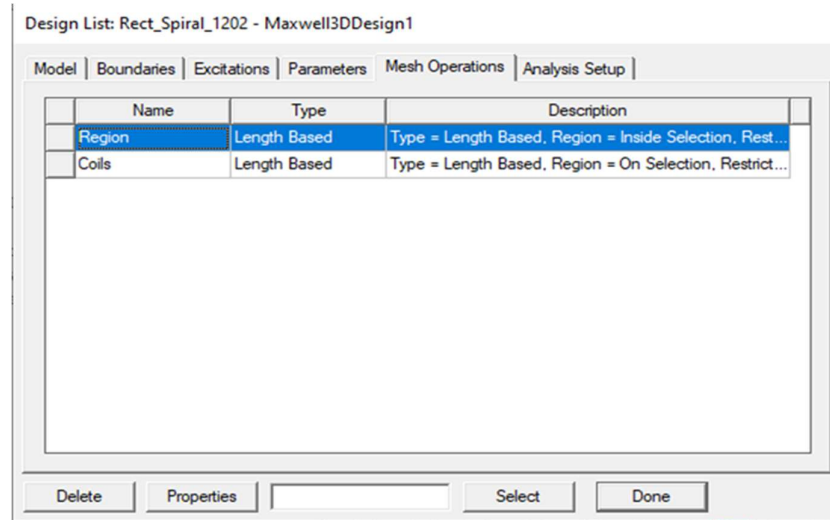 Design List: Rect_Spiral_1202 - Maxwell3DDesign1
Model Boundaries Excitations Parameters Mesh Operations Analysis Setup
Name Type Description
Region Length Based Type = Length Based, Region = Inside Selection, Rest...
Coils Length Based Type = Length Based, Region = On Selection, Restrict...
Delete Properties Select Done